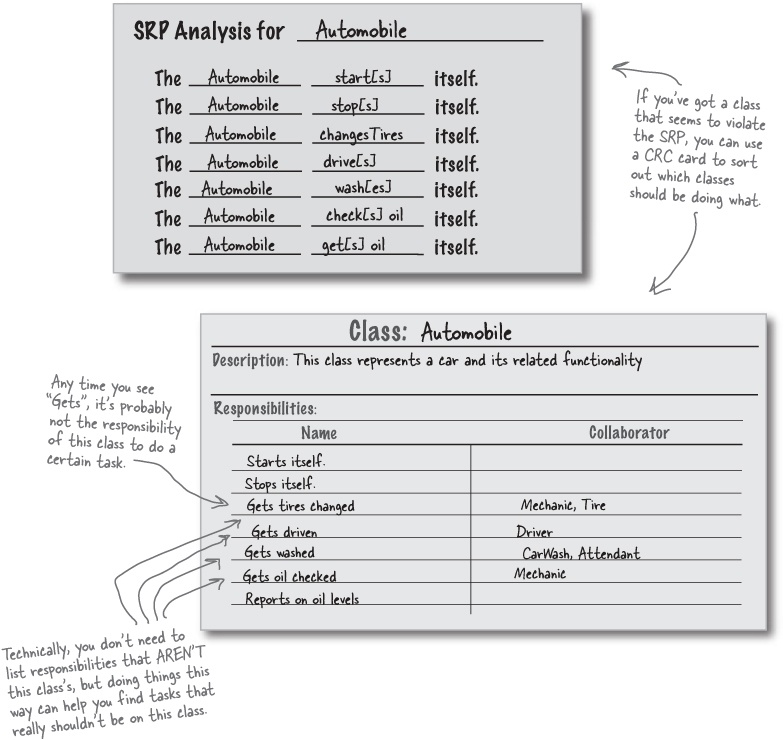 SRP Analysis for Automobile
The Automobile start[s] itself.
The Automobile stop[s] itself.
The Automobile changesTires itself.
The Automobile drive[s] itself.
The Automobile wash[es] itself.
The Automobile check[s] oil itself.
The Automobile get[s] oil itself.
If you've got a class
that seems to violate
the SRP, you can use
a CRC card to sort
out which classes
should be doing what.
Class: Automobile
Description: This class represents a car and its related functionality
Responsibilities:
Name Collaborator
Starts itself.
Stops itself.
Gets tires changed Mechanic, Tire
Gets driven Driver
Gets washed CarWash, Attendant
Gets oil checked Mechanic
Reports on oil levels
Any time you see
"Gets", it's probably
not the responsibility
of this class to do a
certain task.
Technically, you don't need to
list responsibilities that AREN'T
this class's, but doing things this
way can help you find tasks that
really shouldn't be on this class.